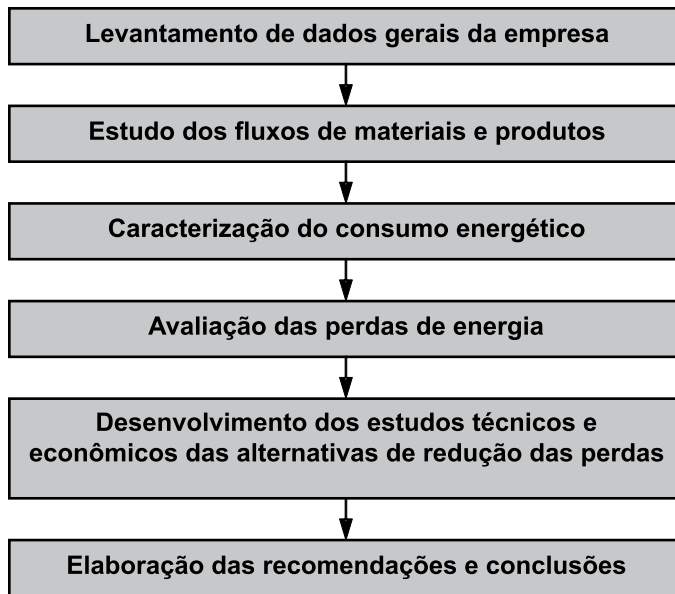 Levantamento de dados gerais da empresa
Estudo dos fluxos de materiais e produtos
Caracterização do consumo energético
Avaliação das perdas de energia
Desenvolvimento dos estudos técnicos e
econômicos das alternativas de redução das perdas
Elaboração das recomendações e conclusões